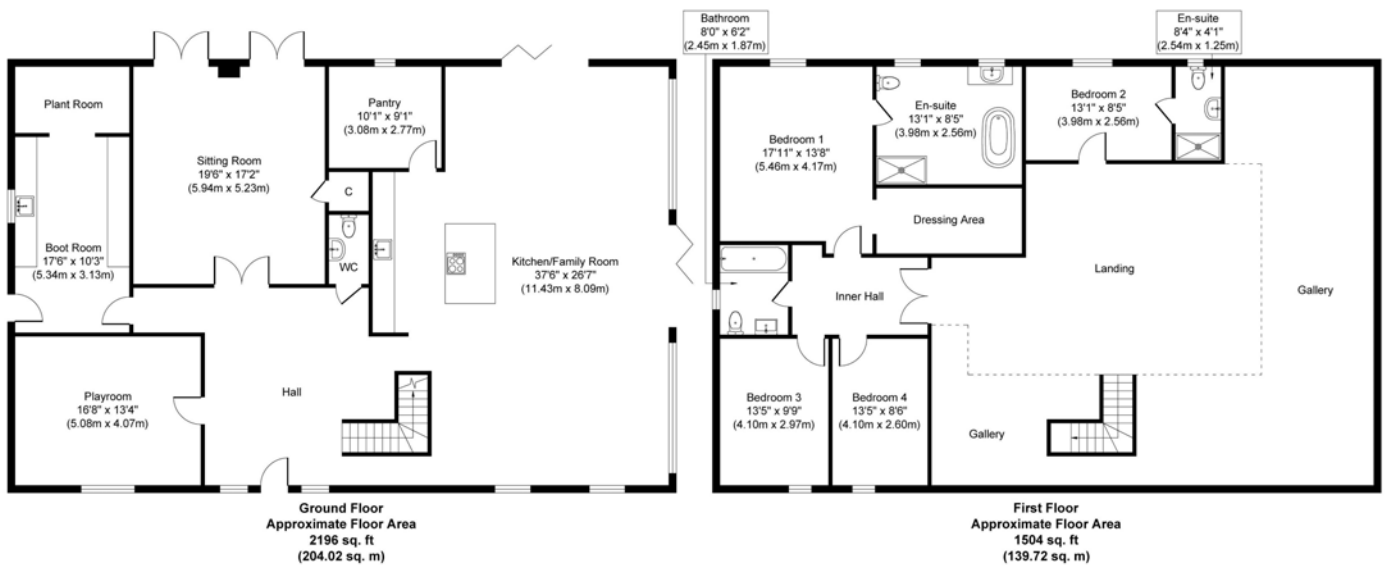 Plant Room
Boot Room
17'6" x 10'3"
(5.34m x 3.13m)
Sitting Room
19'6" x 17'2"
(5.94m x 5.23m)
Pantry
10'1" x 9'1"
(3.08m x 2.77m)
C
WC
Kitchen/Family Room
37'6" x 26'7"
(11.43m x 8.09m)
Playroom
16'8" x 13'4"
(5.08m x 4.07m)
Hall
Ground Floor
Approximate Floor Area
2196 sq. ft
(204.02 sq. m)
Bathroom
8'0" x 6'2"
(2.45m x 1.87m)
En-suite
8'4" x 4'1"
(2.54m x 1.25m)
Bedroom 1
17'11" x 13'8"
(5.46m x 4.17m)
En-suite
13'1" x 8'5"
(3.98m x 2.56m)
Bedroom 2
13'1" x 8'5"
(3.98m x 2.56m)
Dressing Area
Inner Hall
Landing
Gallery
Bedroom 3
13'5" x 9'9"
(4.10m x 2.97m)
Bedroom 4
13'5" x 8'6"
(4.10m x 2.60m)
Gallery
First Floor
Approximate Floor Area
1504 sq. ft
(139.72 sq. m)